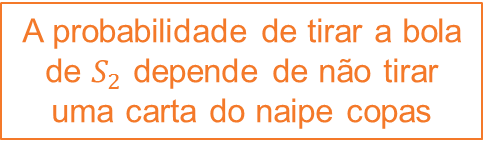 A probabilidade de tirar a bola
de S₂ depende de não tirar
uma carta do naipe copas